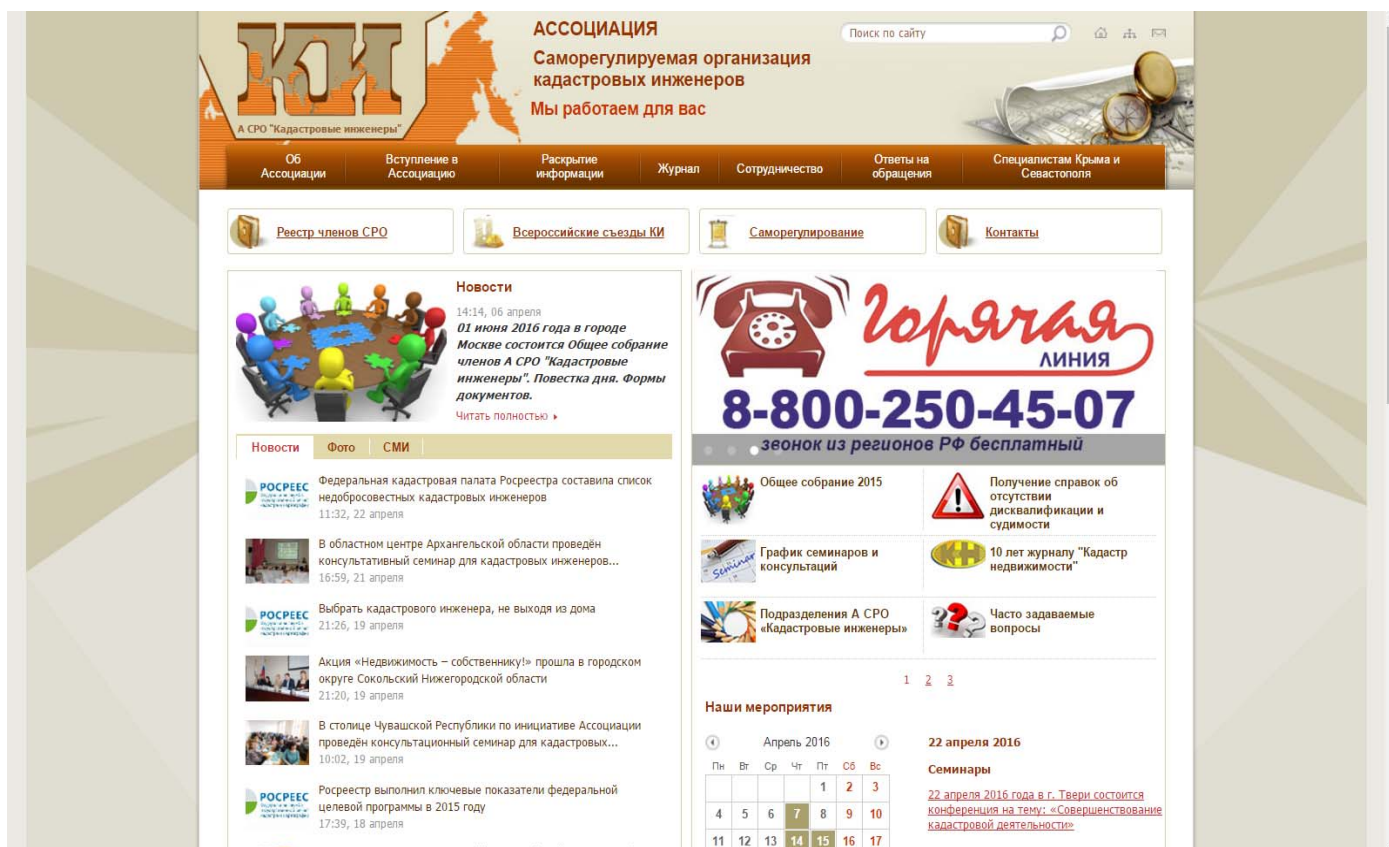 КИ
А СРО "Кадастровые инженеры"
АССОЦИАЦИЯ
Саморегулируемая организация
кадастровых инженеров
Мы работаем для вас
Поиск по сайту
Об
Ассоциации
Вступление в
Ассоциацию
Раскрытие
информации
Журнал
Сотрудничество
Ответы на
обращения
Специалистам Крыма и
Севастополя
Реестр членов СРО
Всероссийские съезды КИ
Саморегулирование
Контакты
Новости
14:14, 06 апреля
01 июня 2016 года в городе
Москве состоится Общее собрание
членов А СРО "Кадастровые
инженеры". Повестка дня. Формы
документов.
Читать полностью
Новости Фото СМИ
РОСРЕЕС
Федеральная кадастровая палата Росреестра составила список
недобросовестных кадастровых инженеров
11:32, 22 апреля
В областном центре Архангельской области проведён
консультативный семинар для кадастровых инженеров...
16:59, 21 апреля
РОСРЕЕС
Выбрать кадастрового инженера, не выходя из дома
21:26, 19 апреля
Акция «Недвижимость – собственнику!» прошла в городском
округе Сокольский Нижегородской области
21:20, 19 апреля
В столице Чувашской Республики по инициативе Ассоциации
проведён консультационный семинар для кадастровых...
10:02, 19 апреля
РОСРЕЕС
Росреестр выполнил ключевые показатели федеральной
целевой программы в 2015 году
17:39, 18 апреля
Горячая
ЛИНИЯ
8-800-250-45-07
звонок из регионов РФ бесплатный
Общее собрание 2015
Получение справок об
отсутствии
дисквалификации и
судимости
Seminar
График семинаров и
консультаций
КН
10 лет журналу "Кадастр
недвижимости"
Подразделения А СРО
«Кадастровые инженеры»
Часто задаваемые
вопросы
1 2 3
Наши мероприятия
Апрель 2016
Пн Вт Ср Чт Пт Сб Вс
1 2 3
4 5 6 7 8 9 10
11 12 13 14 15 16 17
22 апреля 2016
Семинары
22 апреля 2016 года в г. Твери состоится
конференция на тему: «Совершенствование
кадастровой деятельности»